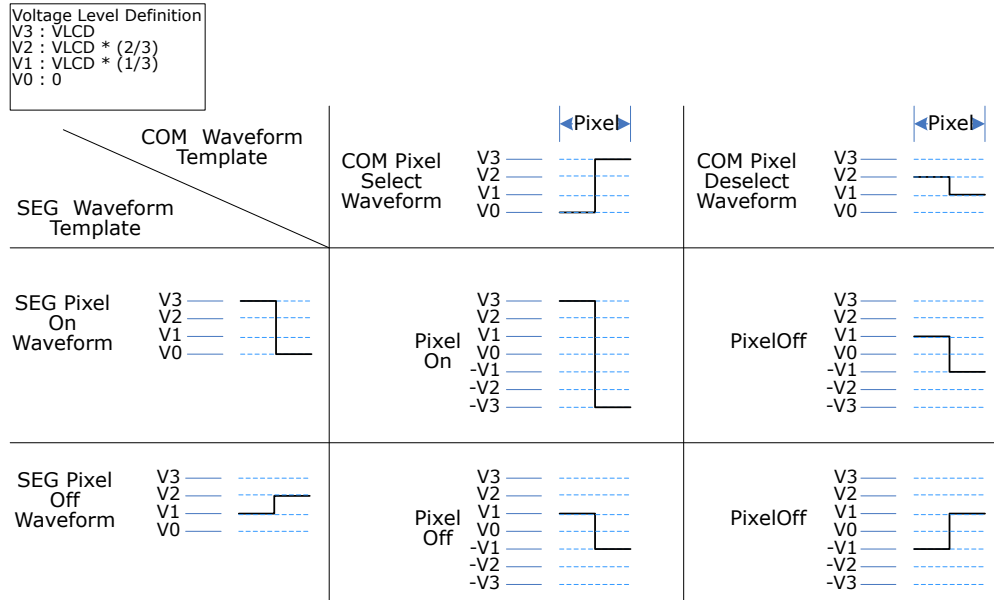 Voltage Level Definition
V3 : VLCD
V2 : VLCD * (2/3)
V1 : VLCD * (1/3)
V0 : 0
COM Waveform
Template
SEG Waveform
Template
COM Pixel
Select
Waveform
V3
V2
V1
V0
Pixel
COM Pixel
Deselect
Waveform
V3
V2
V1
V0
Pixel
SEG Pixel
On
Waveform
V3
V2
V1
V0
Pixel
On
V3
V2
V1
V0
-V1
-V2
-V3
PixelOff
V3
V2
V1
V0
-V1
-V2
-V3
SEG Pixel
Off
Waveform
V3
V2
V1
V0
Pixel
Off
V3
V2
V1
V0
-V1
-V2
-V3
PixelOff
V3
V2
V1
V0
-V1
-V2
-V3